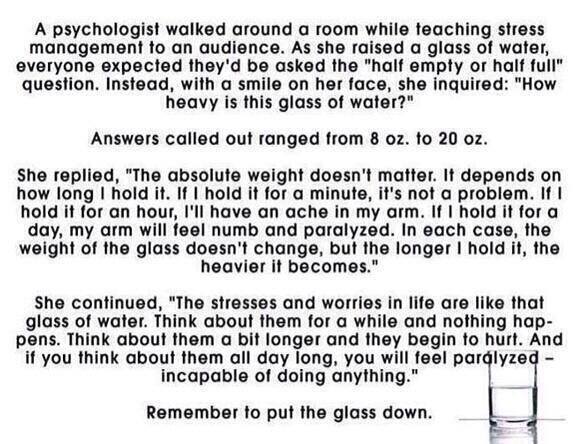 A psychologist walked around a room while teaching stress
management to an audience. As she raised a glass of water,
everyone expected they'd be asked the "half empty or half full"
question. Instead, with a smile on her face, she inquired: "How
heavy is this glass of water?"
Answers called out ranged from 8 oz. to 20 oz.
She replied, "The absolute weight doesn't matter. It depends on
how long I hold it. If I hold it for a minute, it's not a problem. If I
hold it for an hour, I'll have an ache in my arm. If I hold it for a
day, my arm will feel numb and paralyzed. In each case, the
weight of the glass doesn't change, but the longer I hold it, the
heavier it becomes."
She continued, "The stresses and worries in life are like that
glass of water. Think about them for a while and nothing hap-
pens. Think about them a bit longer and they begin to hurt. And
if you think about them all day long, you will feel paralyzed –
incapable of doing anything."
Remember to put the glass down.